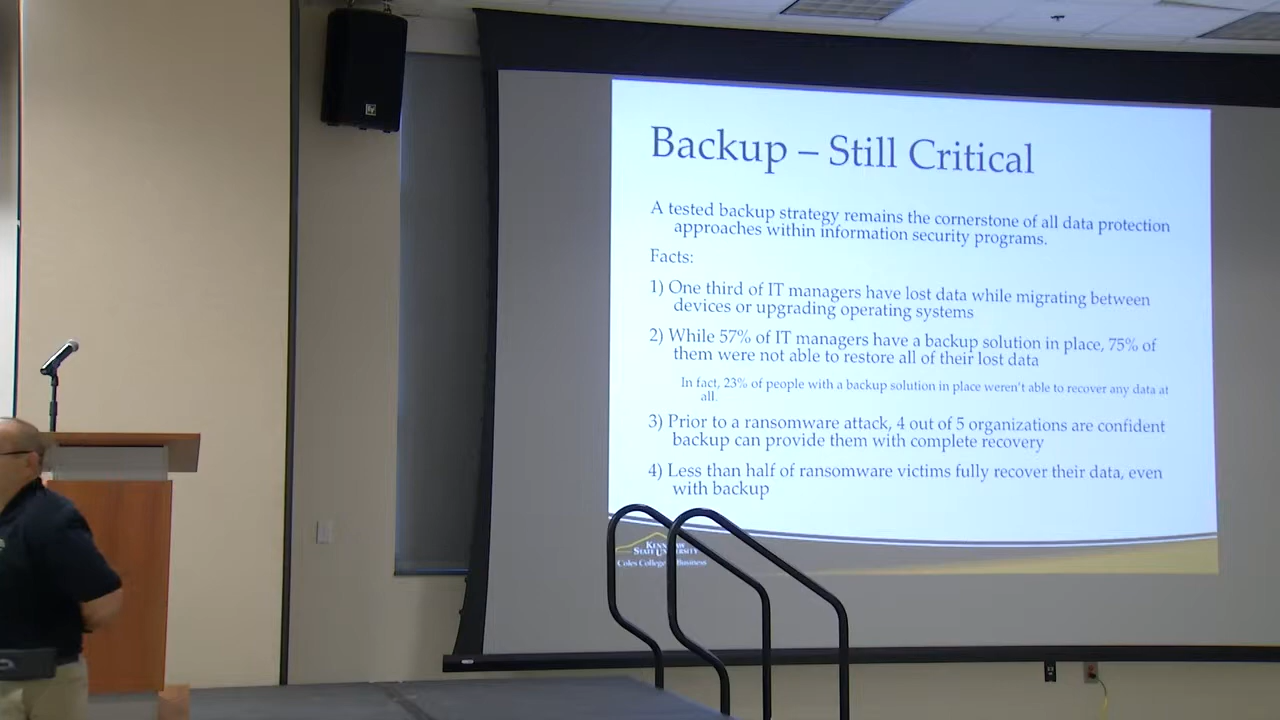 Backup – Still Critical
A tested backup strategy remains the cornerstone of all data protection
approaches within information security programs.
Facts:
1) One third of IT managers have lost data while migrating between
devices or upgrading operating systems
2) While 57% of IT managers have a backup solution in place, 75% of
them were not able to restore all of their lost data
In fact, 23% of people with a backup solution in place weren't able to recover any data at
all.
3) Prior to a ransomware attack, 4 out of 5 organizations are confident
backup can provide them with complete recovery
4) Less than half of ransomware victims fully recover their data, even
with backup
STATE UNIVERSITY
Coles College Business